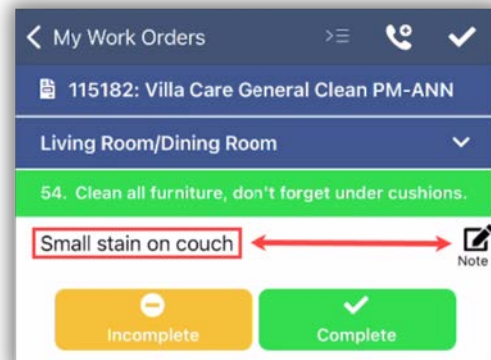 My Work Orders
115182: Villa Care General Clean PM-ANN
Living Room/Dining Room
54. Clean all furniture, don't forget under cushions.
Small stain on couch
Note
Incomplete
Complete